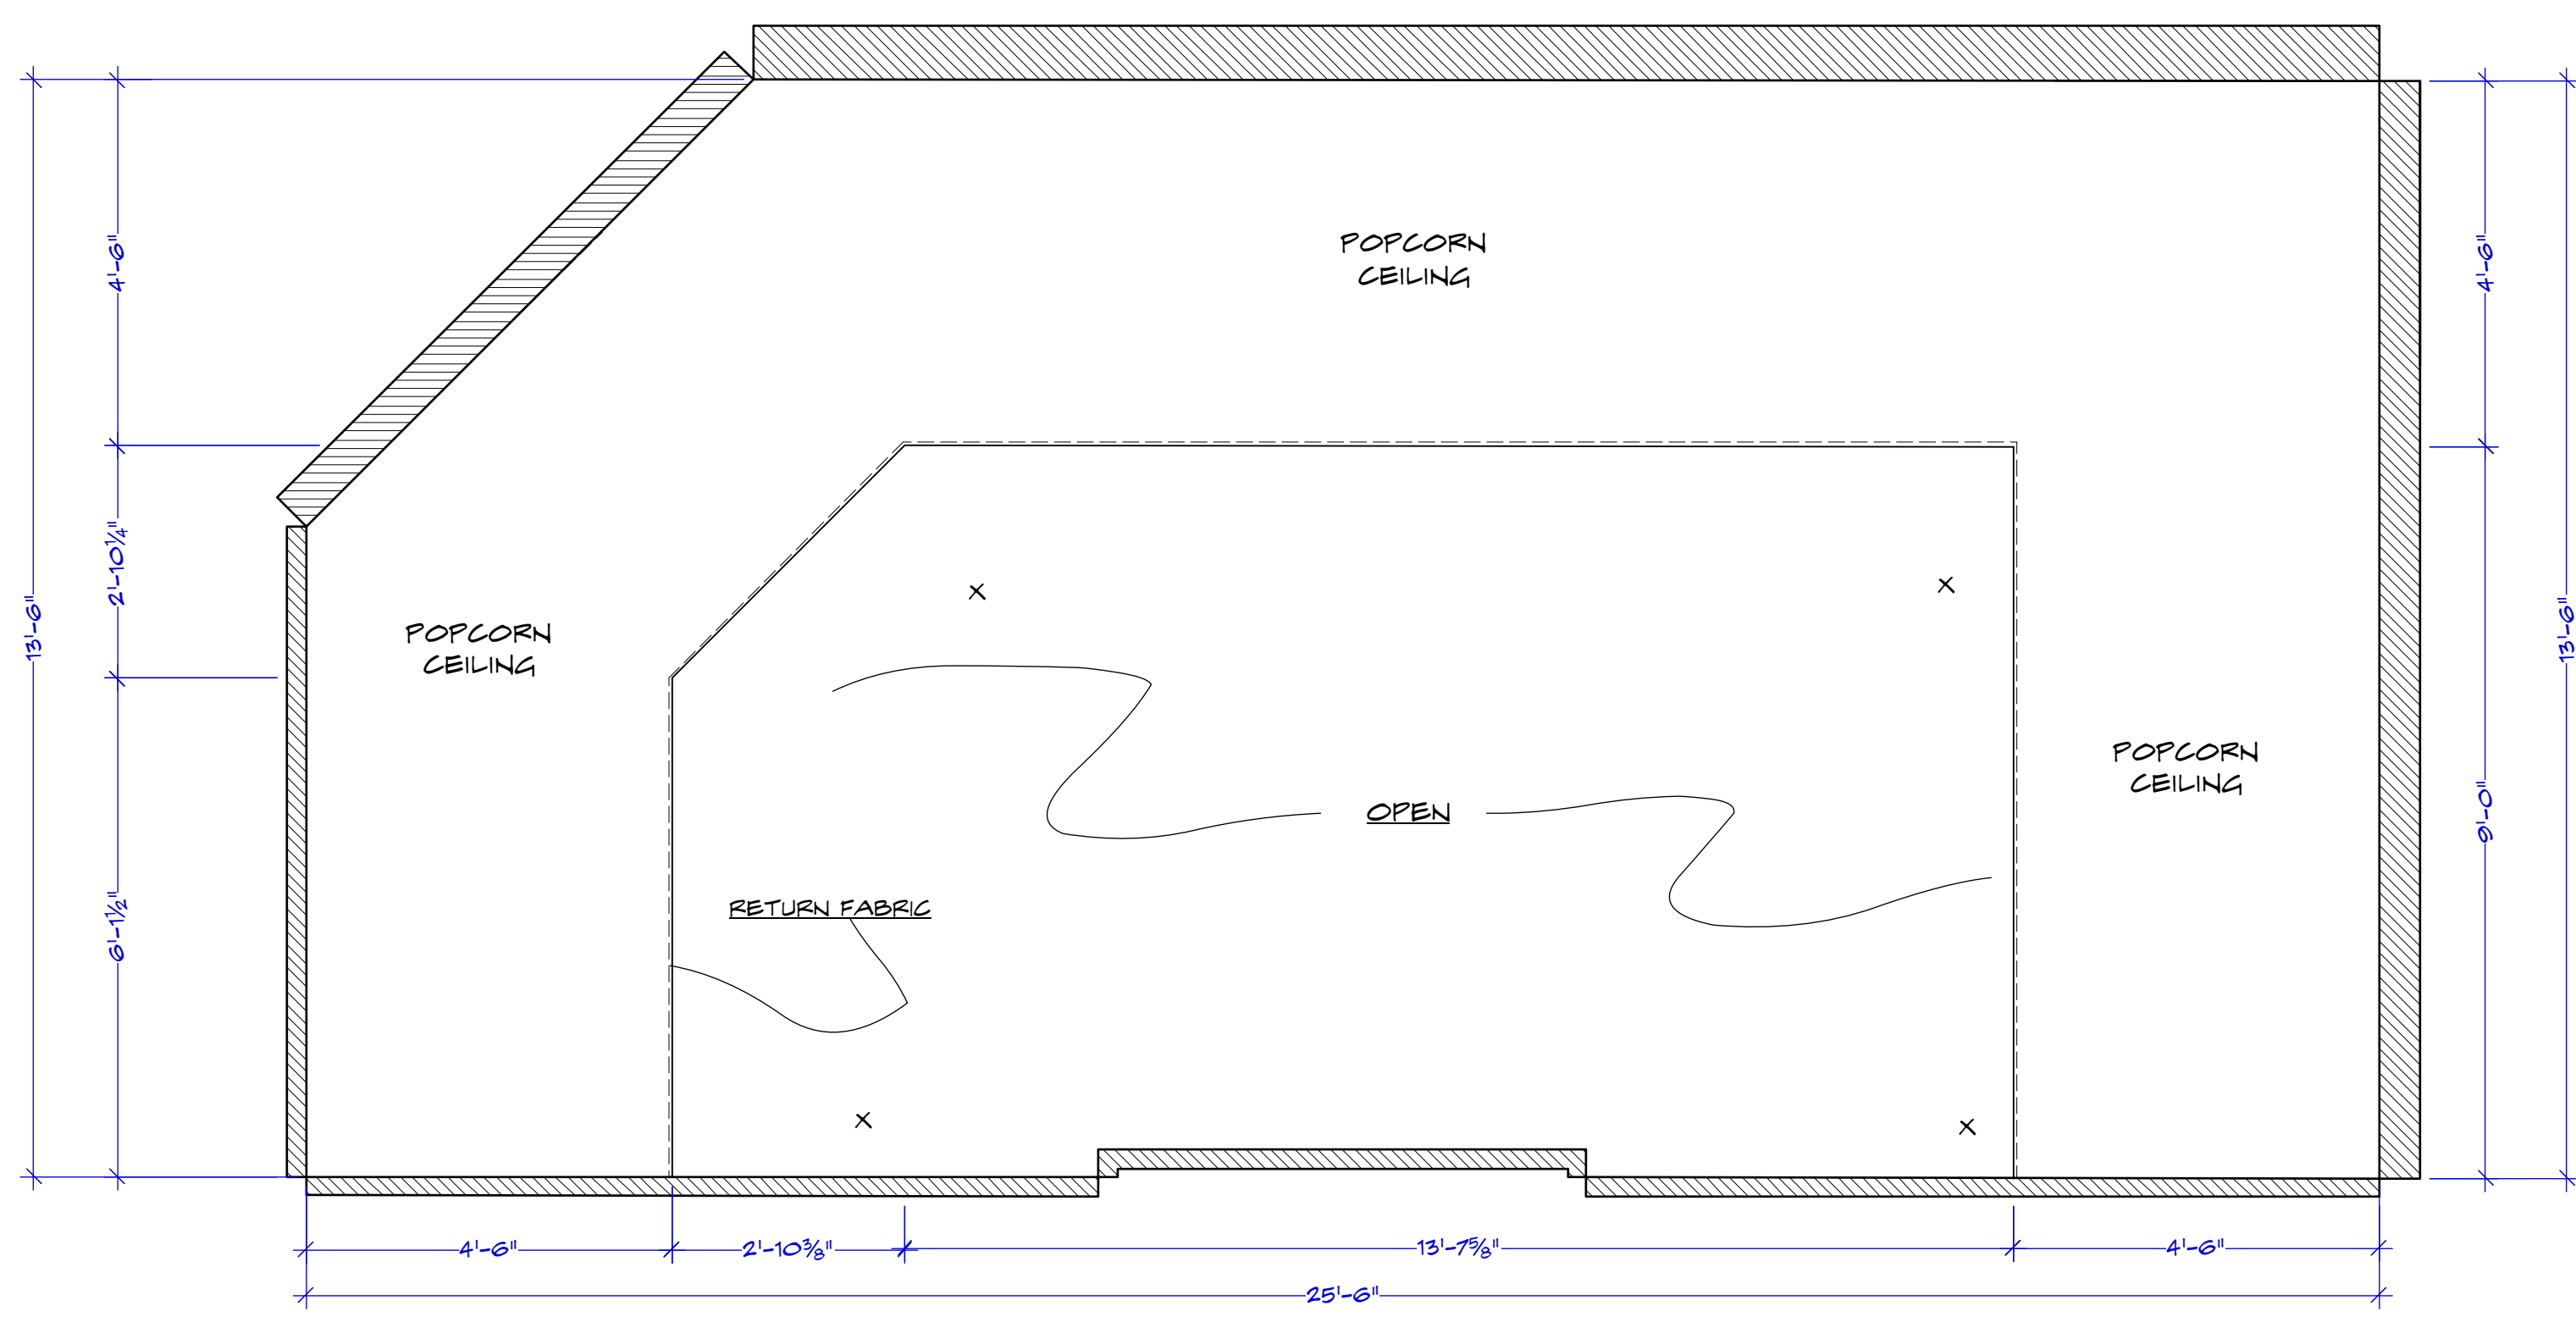 POPCORN
CEILING
4'-6"
4'-6"
2'-10¼"
13'-6"
13'-6"
POPCORN
CEILING
POPCORN
CEILING
OPEN
9'-0"
RETURN FABRIC
6'-1½"
x
x
x
x
4'-6"
2'-10⅜"
13'-7⅝"
4'-6"
25'-6"